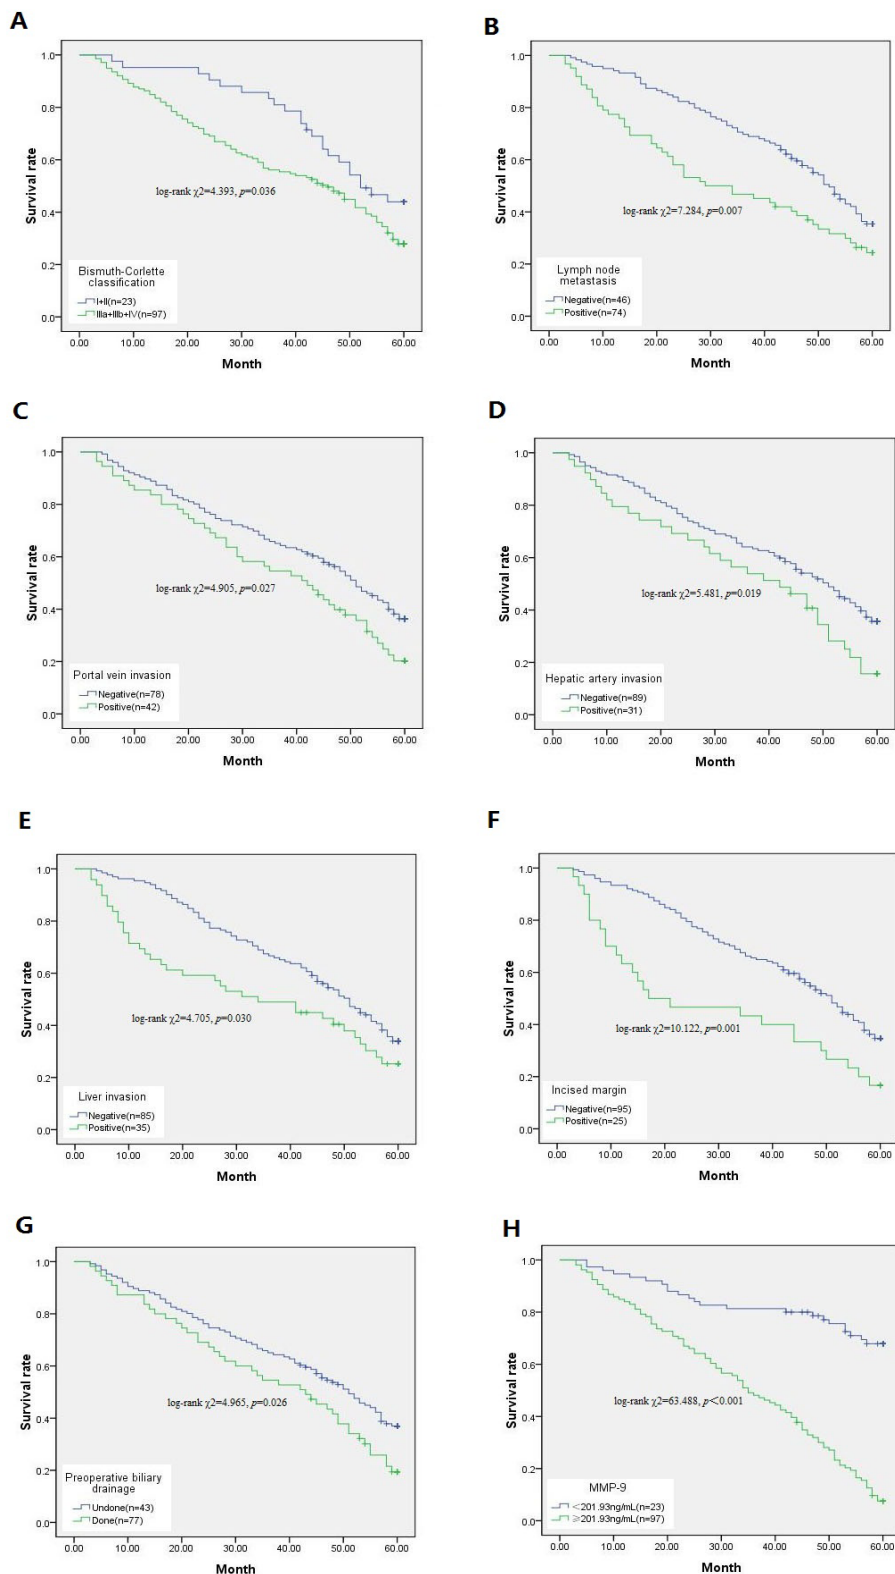 A
1.0
0.8
0.6
0.4
0.2
0.0
Survival rate
log-rank χ2=4.393, p=0.036
Bismuth-Corlette
classification
I+II(n=23)
IIIa+IIIb+IV(n=97)
0.00 10.00 20.00 30.00 40.00 50.00 60.00
Month
B
1.0
0.8
0.6
0.4
0.2
0.0
Survival rate
log-rank χ2=7.284, p=0.007
Lymph node
metastasis
Negative(n=46)
Positive(n=74)
0.00 10.00 20.00 30.00 40.00 50.00 60.00
Month
C
1.0
0.8
0.6
0.4
0.2
0.0
Survival rate
log-rank χ2=4.905, p=0.027
Portal vein invasion
Negative(n=78)
Positive(n=42)
0.00 10.00 20.00 30.00 40.00 50.00 60.00
Month
D
1.0
0.8
0.6
0.4
0.2
0.0
Survival rate
log-rank χ2=5.481, p=0.019
Hepatic artery invasion
Negative(n=89)
Positive(n=31)
0.00 10.00 20.00 30.00 40.00 50.00 60.00
Month
E
1.0
0.8
0.6
0.4
0.2
0.0
Survival rate
log-rank χ2=4.705, p=0.030
Liver invasion
Negative(n=85)
Positive(n=35)
0.00 10.00 20.00 30.00 40.00 50.00 60.00
Month
F
1.0
0.8
0.6
0.4
0.2
0.0
Survival rate
log-rank χ2=10.122, p=0.001
Incised margin
Negative(n=95)
Positive(n=25)
0.00 10.00 20.00 30.00 40.00 50.00 60.00
Month
G
1.0
0.8
0.6
0.4
0.2
0.0
Survival rate
log-rank χ2=4.965, p=0.026
Preoperative biliary
drainage
Undone(n=43)
Done(n=77)
0.00 10.00 20.00 30.00 40.00 50.00 60.00
Month
H
1.0
0.8
0.6
0.4
0.2
0.0
Survival rate
log-rank χ2=63.488, p＜0.001
MMP-9
＜201.93ng/mL(n=23)
≥201.93ng/mL(n=97)
0.00 10.00 20.00 30.00 40.00 50.00 60.00
Month